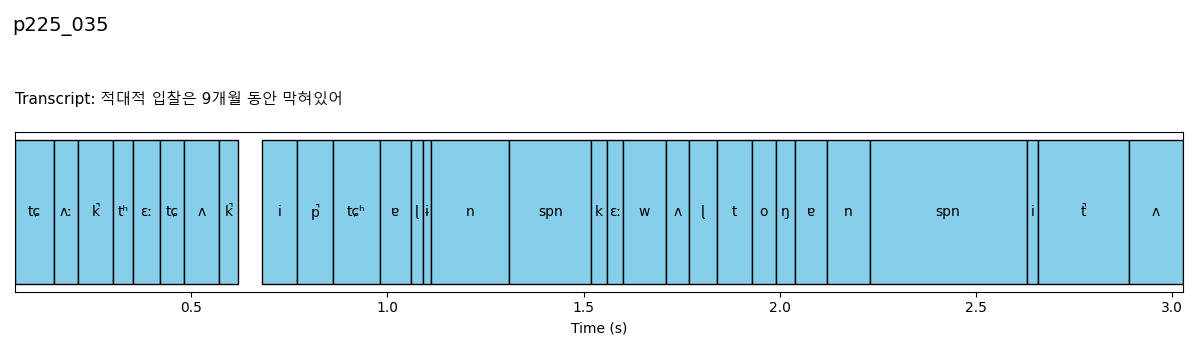 p225_035
Transcript: 적대적 입찰은 9개월 동안 막혀있어
tɕ ʌː k̚ tʰ ɛː tɕ ʌ k̚ i p̚ tɕʰ ɐ ɭ ɨ n spn k ɛː w ʌ ɭ t o ŋ ɐ n spn i t̚ ʌ
0.5 1.0 1.5 2.0 2.5 3.0
Time (s)